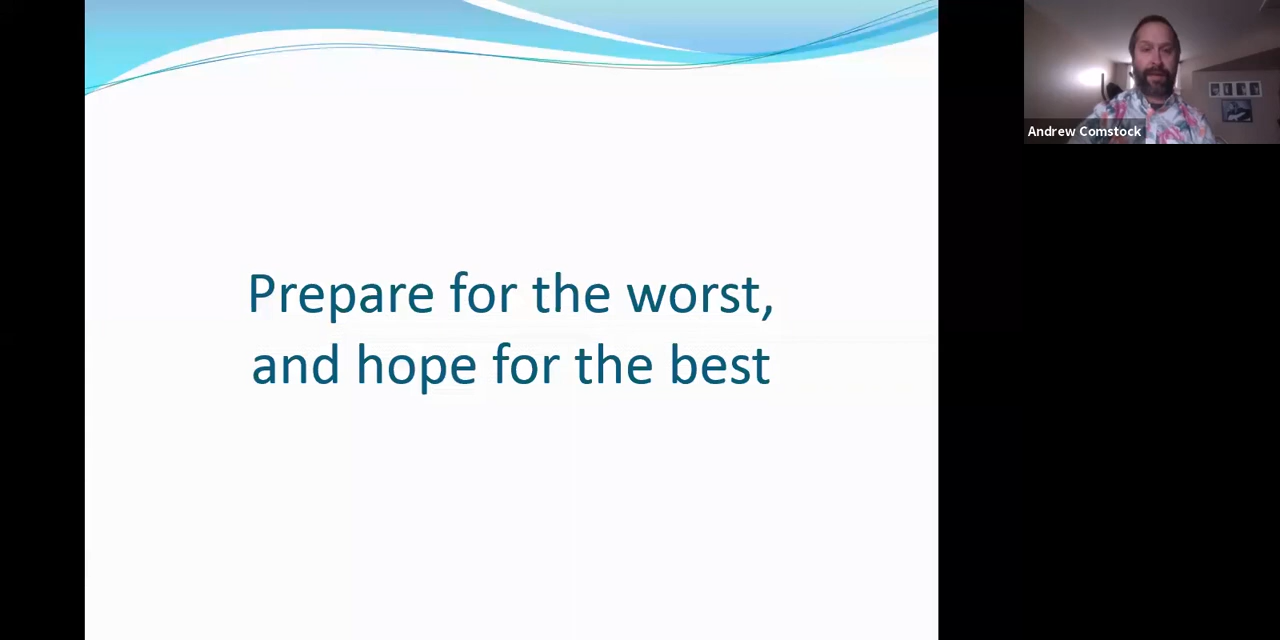 Prepare for the worst,
and hope for the best
Andrew Comstock